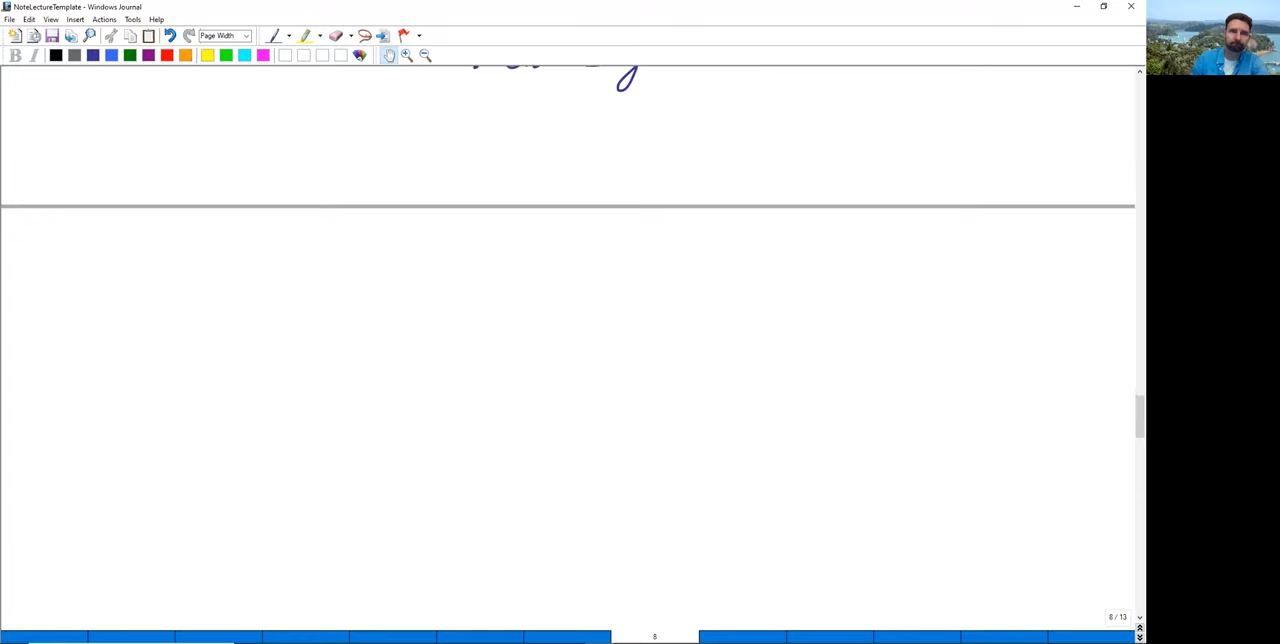 NoteLectureTemplate - Windows Journal
File Edit View Insert Actions Tools Help
Page Width
B I
8 / 13
8